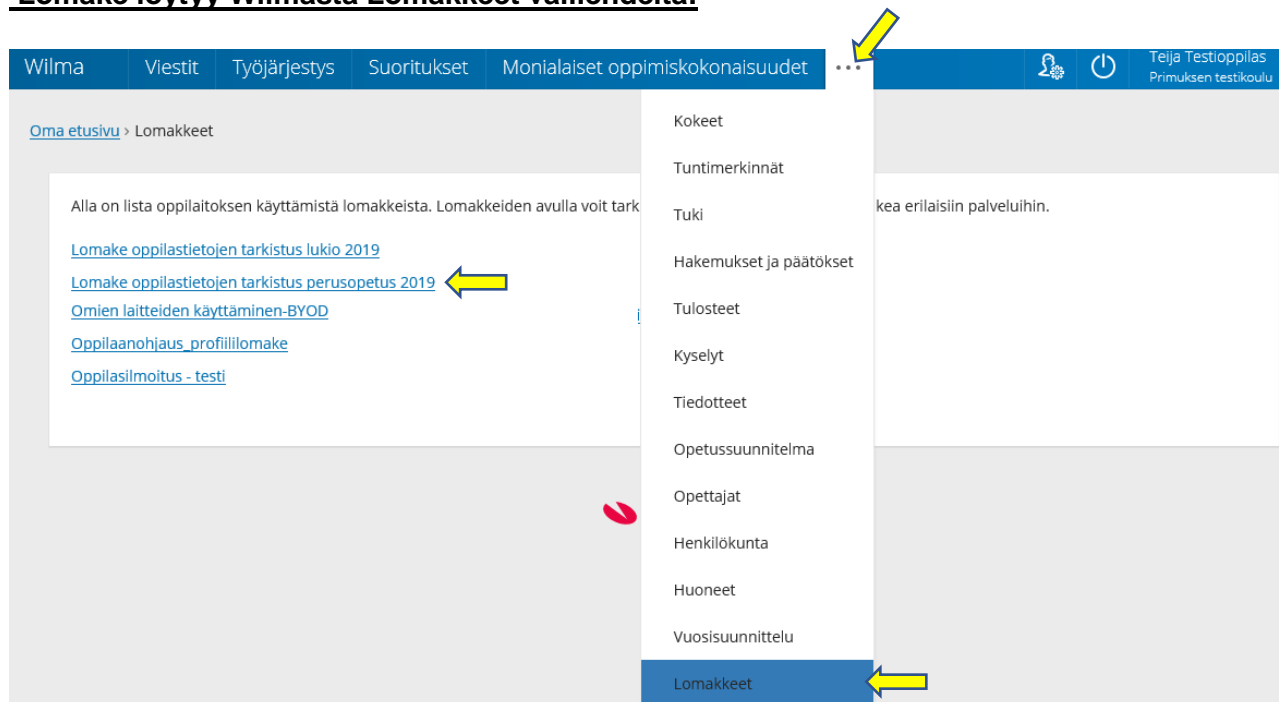 Lomake löytyy Wilmasta Lomakkeet välilehdeltä:
Wilma Viestit Työjärjestys Suoritukset Monialaiset oppimiskokonaisuudet ... Teija Testioppilas
Primuksen testikoulu
Oma etusivu › Lomakkeet
Alla on lista oppilaitoksen käyttämistä lomakkeista. Lomakkeiden avulla voit tark kea erilaisiin palveluihin.
Lomake oppilastietojen tarkistus lukio 2019
Lomake oppilastietojen tarkistus perusopetus 2019
Omien laitteiden käyttäminen-BYOD
Oppilaanohjaus_profiililomake
Oppilasilmoitus - testi
Kokeet
Tuntimerkinnät
Tuki
Hakemukset ja päätökset
Tulosteet
Kyselyt
Tiedotteet
Opetussuunnitelma
Opettajat
Henkilökunta
Huoneet
Vuosisuunnittelu
Lomakkeet